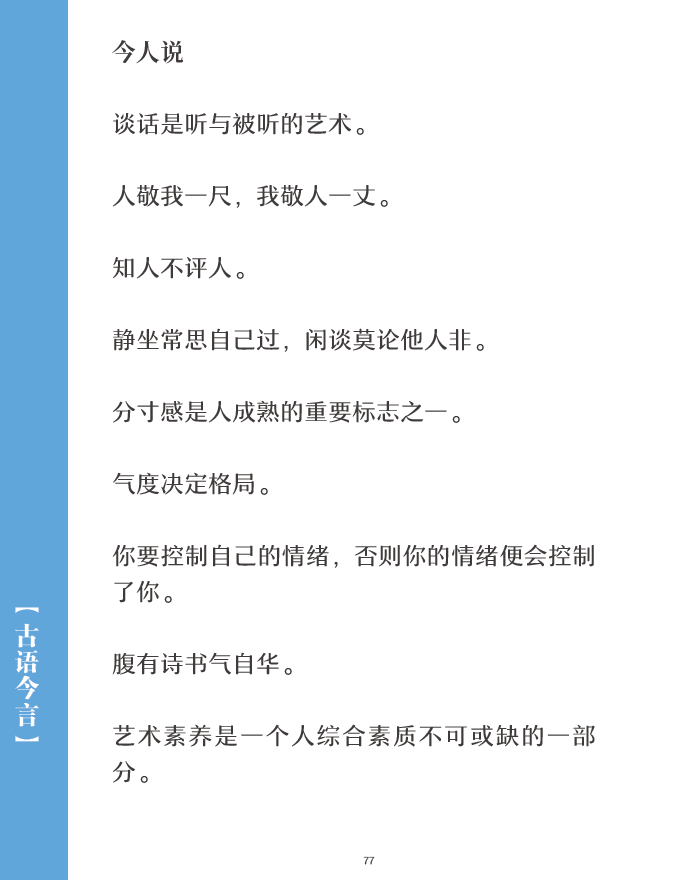 今人说
谈话是听与被听的艺术。
人敬我一尺，我敬人一丈。
知人不评人。
静坐常思自己过，闲谈莫论他人非。
分寸感是人成熟的重要标志之一。
气度决定格局。
你要控制自己的情绪，否则你的情绪便会控制
了你。
腹有诗书气自华。
艺术素养是一个人综合素质不可或缺的一部
分。
【古语今言】
77